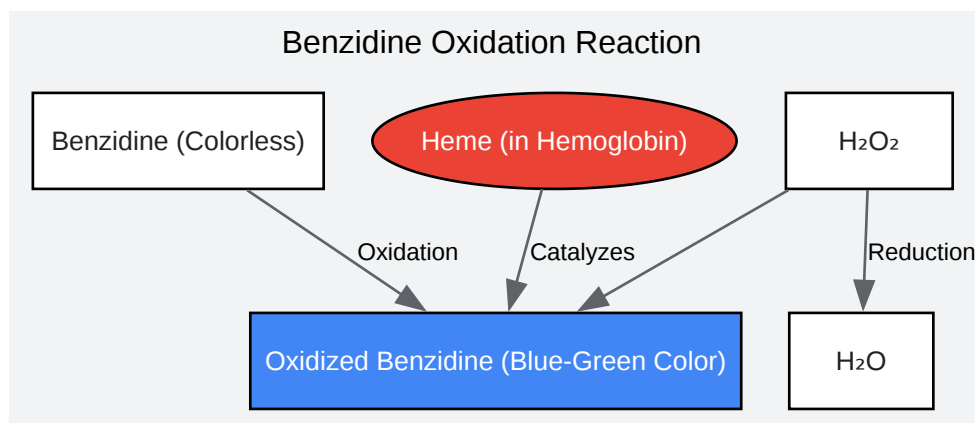 Benzidine Oxidation Reaction
Benzidine (Colorless)
Heme (in Hemoglobin)
H₂O₂
Oxidation
Catalyzes
Reduction
Oxidized Benzidine (Blue-Green Color)
H₂O